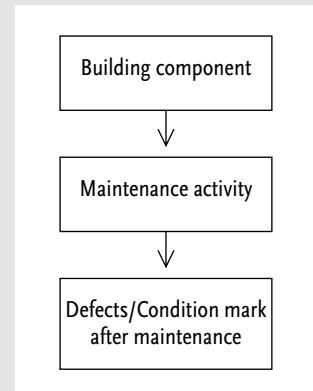 Building component
Maintenance activity
Defects/Condition mark
after maintenance